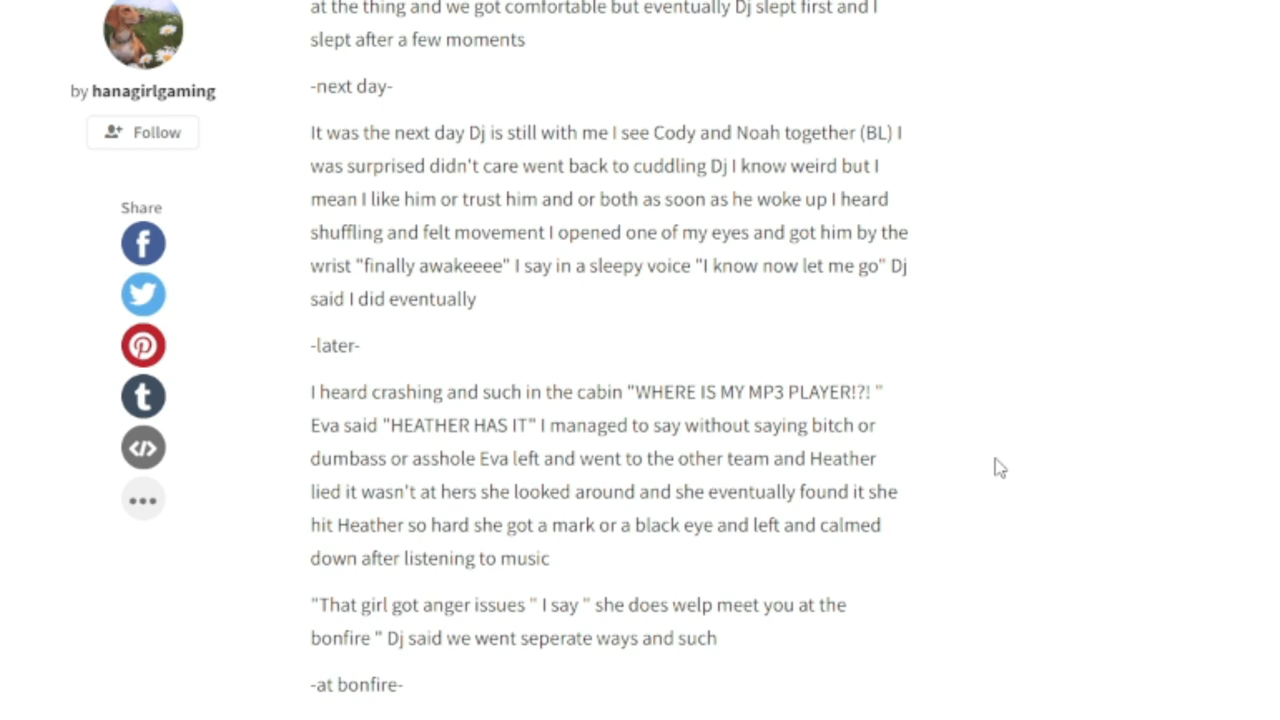 at the thing and we got comfortable but eventually Dj slept first and I
slept after a few moments
by hanagirlgaming
Follow
-next day-
It was the next day Dj is still with me I see Cody and Noah together (BL) I
was surprised didn't care went back to cuddling Dj I know weird but I
mean I like him or trust him and or both as soon as he woke up I heard
shuffling and felt movement I opened one of my eyes and got him by the
wrist "finally awakeeee" I say in a sleepy voice "I know now let me go" Dj
said I did eventually
Share
-later-
I heard crashing and such in the cabin "WHERE IS MY MP3 PLAYER!?! "
Eva said "HEATHER HAS IT" I managed to say without saying bitch or
dumbass or asshole Eva left and went to the other team and Heather
lied it wasn't at hers she looked around and she eventually found it she
hit Heather so hard she got a mark or a black eye and left and calmed
down after listening to music
"That girl got anger issues " I say " she does welp meet you at the
bonfire " Dj said we went seperate ways and such
-at bonfire-